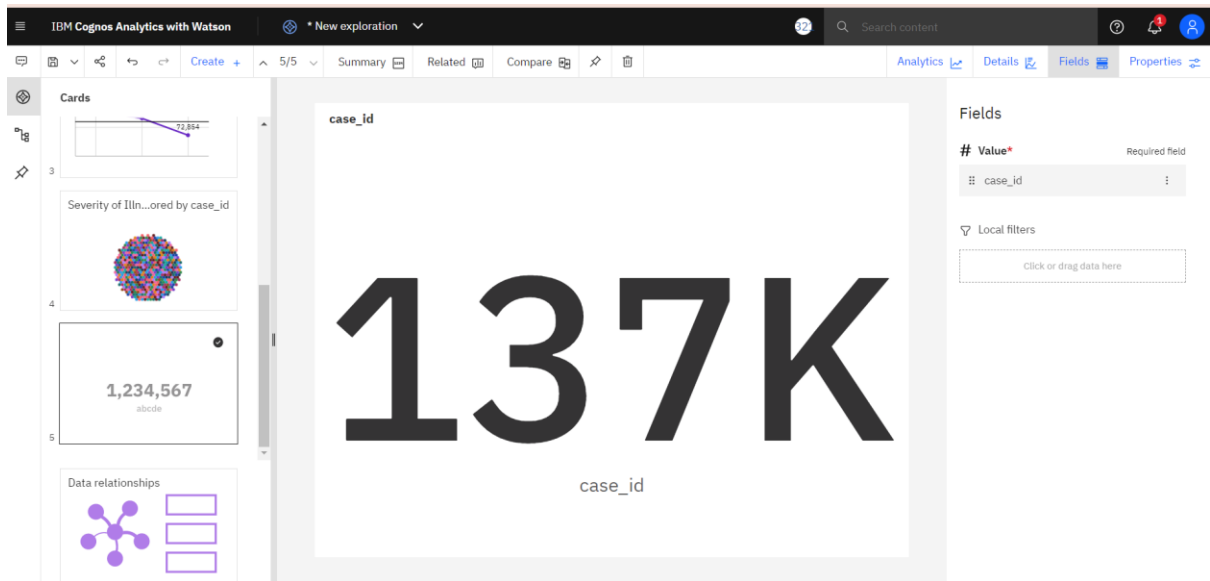 IBM Cognos Analytics with Watson
* New exploration
Search content
1
Create +
5/5
Summary
Related
Compare
Analytics
Details
Fields
Properties
Cards
72,864
3
Severity of Illn...ored by case_id
4
1,234,567
abcde
5
Data relationships
case_id
137K
case_id
Fields
# Value*
Required field
case_id
Local filters
Click or drag data here